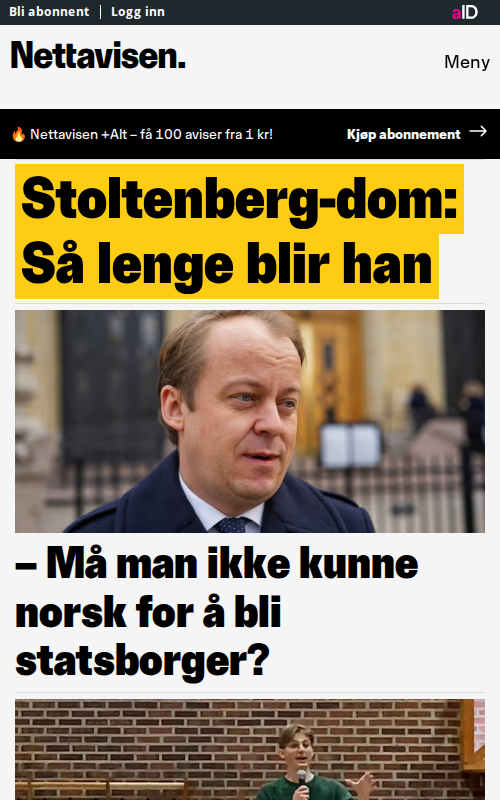 Bli abonnent
Logg inn
aID
Nettavisen.
Meny
🔥 Nettavisen +Alt – få 100 aviser fra 1 kr!
Kjøp abonnement →
Stoltenberg-dom:
Så lenge blir han
– Må man ikke kunne
norsk for å bli
statsborger?